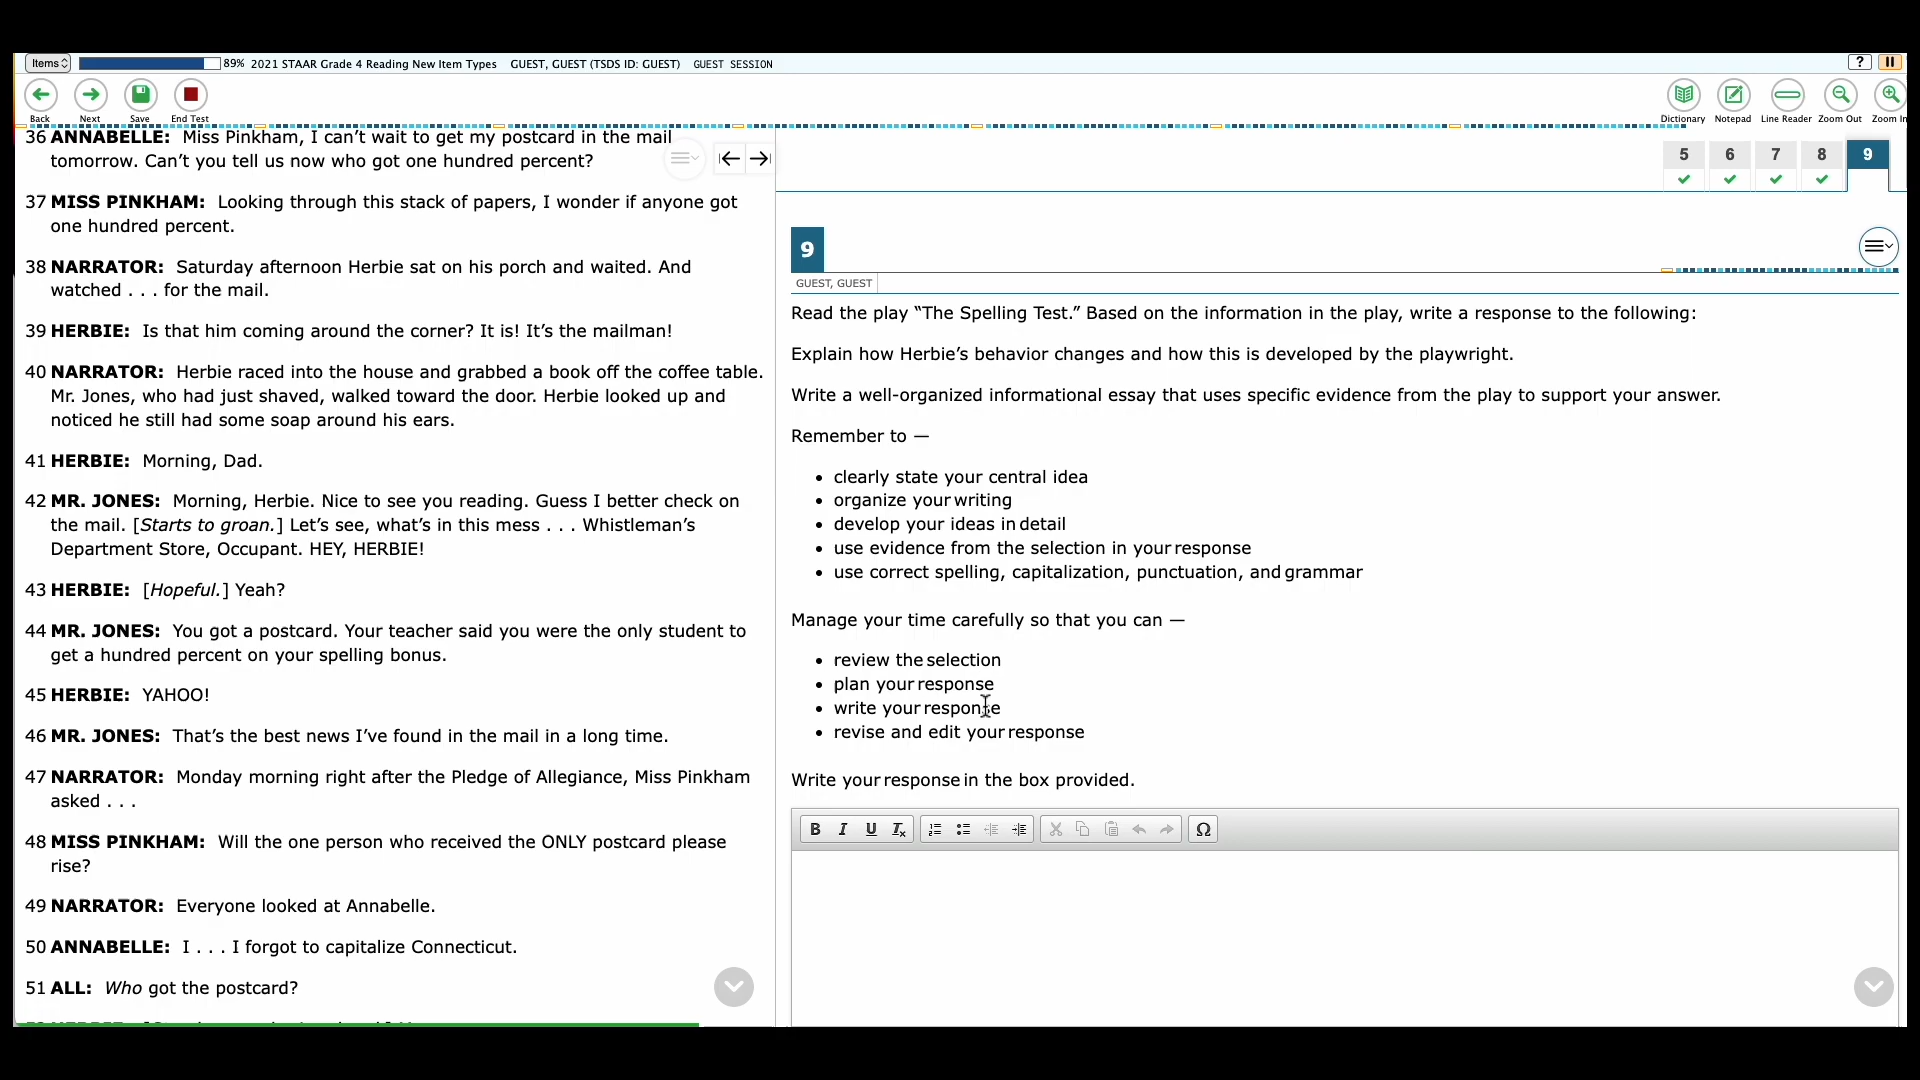 Items 89% 2021 STAAR Grade 4 Reading New Item Types GUEST, GUEST (TSDS ID: GUEST) GUEST SESSION ?
Back Next Save End Test Dictionary Notepad Line Reader Zoom Out Zoom In
36 ANNABELLE: Miss Pinkham, I can't wait to get my postcard in the mail
tomorrow. Can't you tell us now who got one hundred percent?
37 MISS PINKHAM: Looking through this stack of papers, I wonder if anyone got
one hundred percent.
38 NARRATOR: Saturday afternoon Herbie sat on his porch and waited. And
watched . . . for the mail.
39 HERBIE: Is that him coming around the corner? It is! It's the mailman!
40 NARRATOR: Herbie raced into the house and grabbed a book off the coffee table.
Mr. Jones, who had just shaved, walked toward the door. Herbie looked up and
noticed he still had some soap around his ears.
41 HERBIE: Morning, Dad.
42 MR. JONES: Morning, Herbie. Nice to see you reading. Guess I better check on
the mail. [Starts to groan.] Let's see, what's in this mess . . . Whistleman's
Department Store, Occupant. HEY, HERBIE!
43 HERBIE: [Hopeful.] Yeah?
44 MR. JONES: You got a postcard. Your teacher said you were the only student to
get a hundred percent on your spelling bonus.
45 HERBIE: YAHOO!
46 MR. JONES: That's the best news I've found in the mail in a long time.
47 NARRATOR: Monday morning right after the Pledge of Allegiance, Miss Pinkham
asked . . .
48 MISS PINKHAM: Will the one person who received the ONLY postcard please
rise?
49 NARRATOR: Everyone looked at Annabelle.
50 ANNABELLE: I . . . I forgot to capitalize Connecticut.
51 ALL: Who got the postcard?
5 6 7 8 9
9
GUEST, GUEST
Read the play “The Spelling Test.” Based on the information in the play, write a response to the following:
Explain how Herbie's behavior changes and how this is developed by the playwright.
Write a well-organized informational essay that uses specific evidence from the play to support your answer.
Remember to —
• clearly state your central idea
• organize your writing
• develop your ideas in detail
• use evidence from the selection in your response
• use correct spelling, capitalization, punctuation, and grammar
Manage your time carefully so that you can —
• review the selection
• plan your response
• write your response
• revise and edit your response
Write your response in the box provided.
B I U Tx Ω